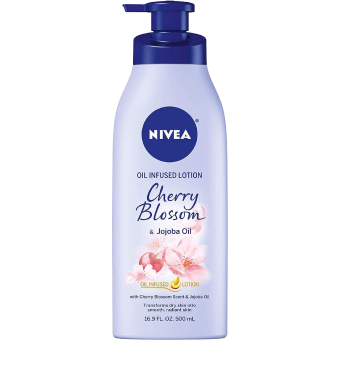 NIVEA
®
OIL INFUSED LOTION
Cherry
Blossom
& Jojoba Oil
OIL INFUSED LOTION
with Cherry Blossom Scent & Jojoba Oil
Transforms dry skin into
smooth, radiant skin
16.9 FL. OZ. 500 mL